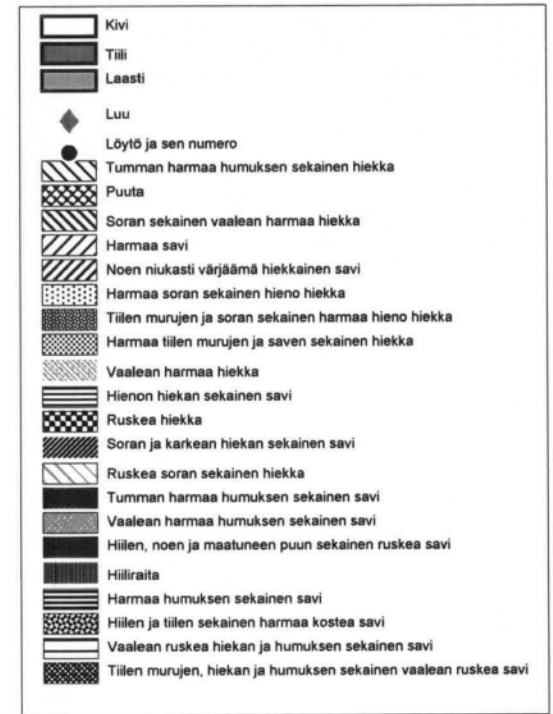 Kivi
Tiili
Laasti
Luu
Löytö ja sen numero
Tumman harmaa humuksen sekainen hiekka
Puuta
Soran sekainen vaalean harmaa hiekka
Harmaa savi
Noen niukasti värjäämä hiekkainen savi
Harmaa soran sekainen hieno hiekka
Tiilen murujen ja soran sekainen harmaa hieno hiekka
Harmaa tiilen murujen ja saven sekainen hiekka
Vaalean harmaa hiekka
Hienon hiekan sekainen savi
Ruskea hiekka
Soran ja karkean hiekan sekainen savi
Ruskea soran sekainen hiekka
Tumman harmaa humuksen sekainen savi
Vaalean harmaa humuksen sekainen savi
Hiilen, noen ja maatuneen puun sekainen ruskea savi
Hiiliraita
Harmaa humuksen sekainen savi
Hiilen ja tiilen sekainen harmaa kostea savi
Vaalean ruskea hiekan ja humuksen sekainen savi
Tiilen murujen, hiekan ja humuksen sekainen vaalean ruskea savi